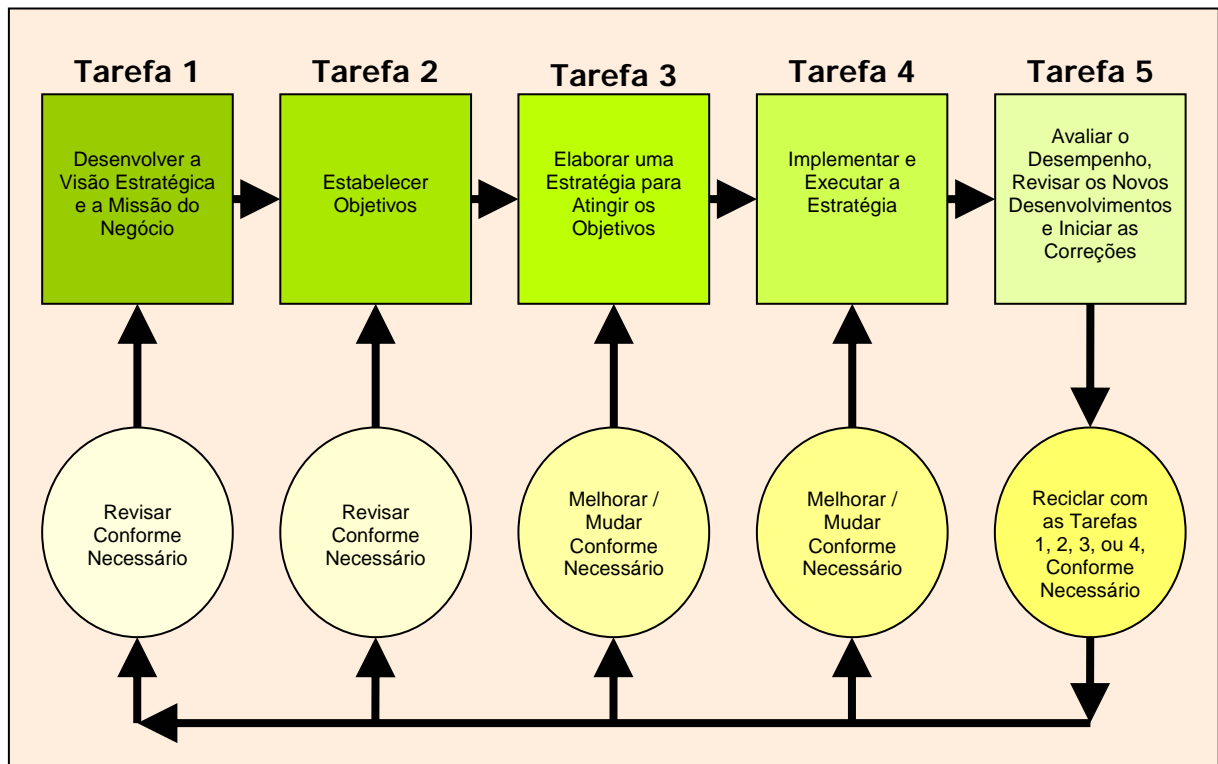 Tarefa 1
Tarefa 2
Tarefa 3
Tarefa 4
Tarefa 5
Desenvolver a
Visão Estratégica
e a Missão do
Negócio
Estabelecer
Objetivos
Elaborar uma
Estratégia para
Atingir os
Objetivos
Implementar e
Executar a
Estratégia
Avaliar o
Desempenho,
Revisar os Novos
Desenvolvimentos
e Iniciar as
Correções
Revisar
Conforme
Necessário
Revisar
Conforme
Necessário
Melhorar /
Mudar
Conforme
Necessário
Melhorar /
Mudar
Conforme
Necessário
Reciclar com
as Tarefas
1, 2, 3, ou 4,
Conforme
Necessário